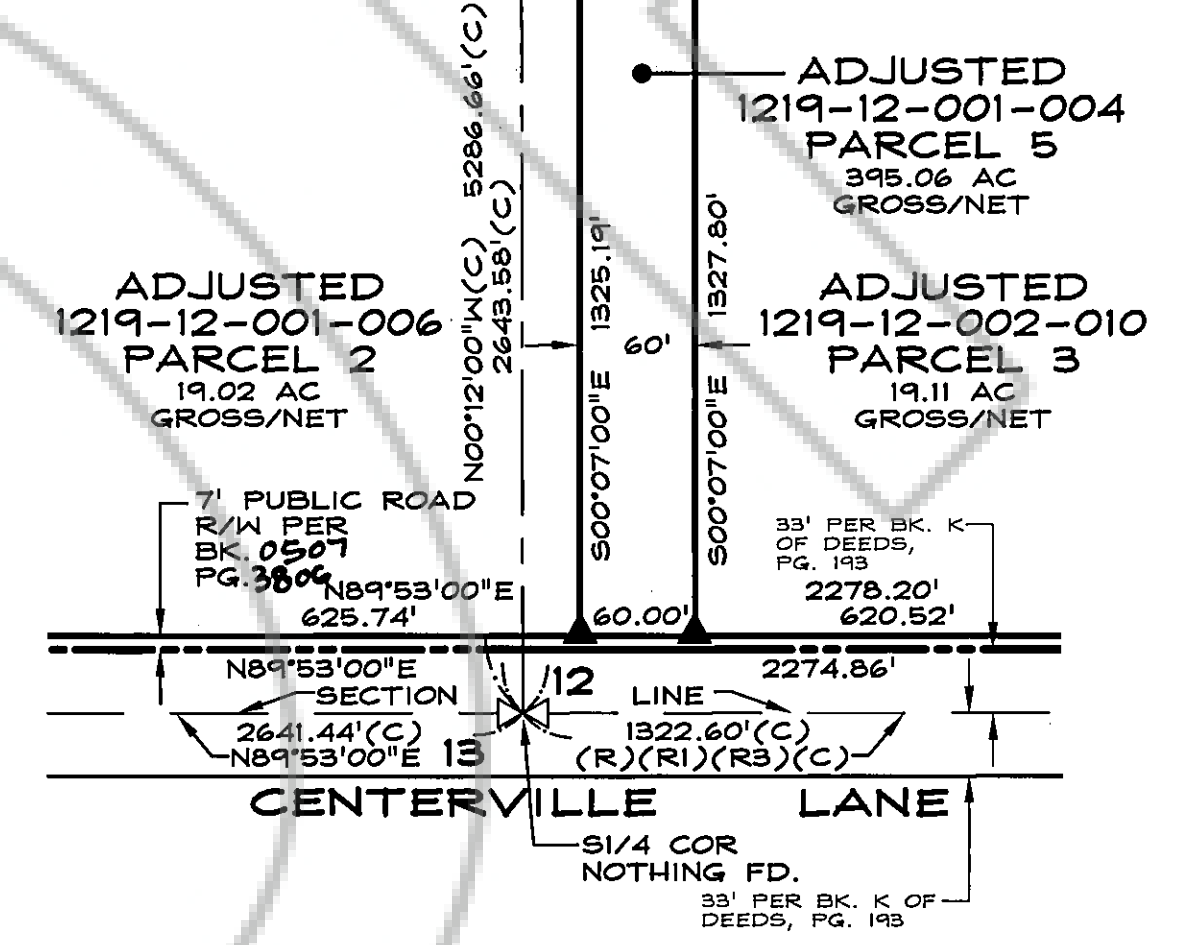 N00°12'00"W(C) 5286.66'(C)
2643.58'(C)
ADJUSTED
1219-12-001-004
PARCEL 5
395.06 AC
GROSS/NET
S00°07'00"E 1325.19'
60'
S00°07'00"E 1327.80'
ADJUSTED
1219-12-001-006
PARCEL 2
19.02 AC
GROSS/NET
ADJUSTED
1219-12-002-010
PARCEL 3
19.11 AC
GROSS/NET
7' PUBLIC ROAD
R/W PER
BK. 0507
PG. 3806
N89°53'00"E
625.74'
60.00'
33' PER BK. K
OF DEEDS,
PG. 193
2278.20'
620.52'
N89°53'00"E
2274.86'
SECTION
LINE
12
2641.44'(C)
1322.60'(C)
N89°53'00"E
13
(R)(R1)(R3)(C)
CENTERVILLE LANE
S1/4 COR
NOTHING FD.
33' PER BK. K OF
DEEDS, PG. 193